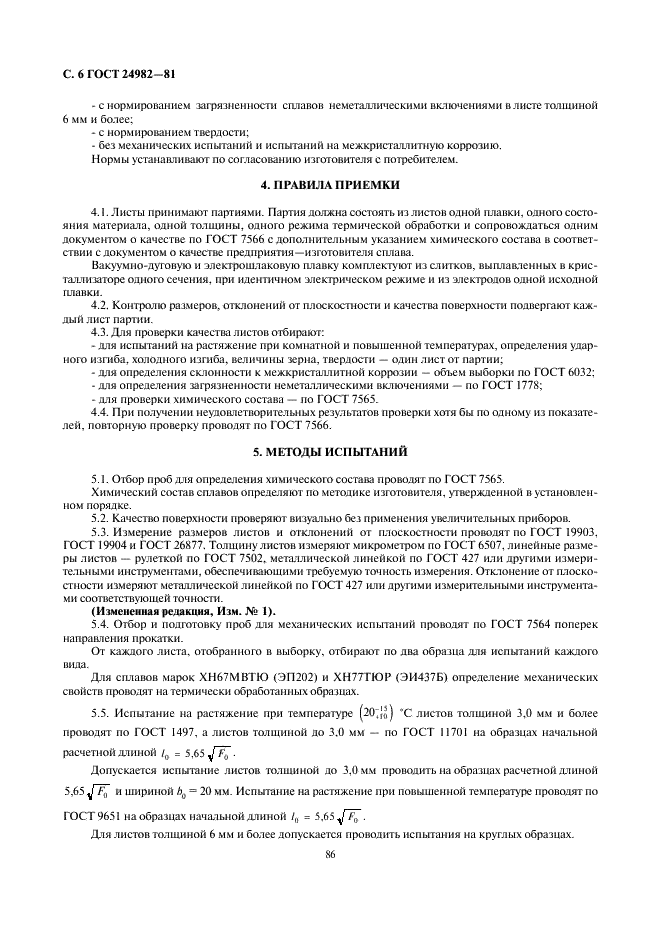 С. 6 ГОСТ 24982—81
- с нормированием загрязненности сплавов неметаллическими включениями в листе толщиной
6 мм и более;
- с нормированием твердости;
- без механических испытаний и испытаний на межкристаллитную коррозию.
Нормы устанавливают по согласованию изготовителя с потребителем.
4. ПРАВИЛА ПРИЕМКИ
4.1. Листы принимают партиями. Партия должна состоять из листов одной плавки, одного состо-
яния материала, одной толщины, одного режима термической обработки и сопровождаться одним
документом о качестве по ГОСТ 7566 с дополнительным указанием химического состава в соответ-
ствии с документом о качестве предприятия—изготовителя сплава.
Вакуумно-дуговую и электрошлаковую плавку комплектуют из слитков, выплавленных в крис-
таллизаторе одного сечения, при идентичном электрическом режиме и из электродов одной исходной
плавки.
4.2. Контролю размеров, отклонений от плоскостности и качества поверхности подвергают каж-
дый лист партии.
4.3. Для проверки качества листов отбирают:
- для испытаний на растяжение при комнатной и повышенной температурах, определения удар-
ного изгиба, холодного изгиба, величины зерна, твердости — один лист от партии;
- для определения склонности к межкристаллитной коррозии — объем выборки по ГОСТ 6032;
- для определения загрязненности неметаллическими включениями — по ГОСТ 1778;
- для проверки химического состава — по ГОСТ 7565.
4.4. При получении неудовлетворительных результатов проверки хотя бы по одному из показате-
лей, повторную проверку проводят по ГОСТ 7566.
5. МЕТОДЫ ИСПЫТАНИЙ
5.1. Отбор проб для определения химического состава проводят по ГОСТ 7565.
Химический состав сплавов определяют по методике изготовителя, утвержденной в установлен-
ном порядке.
5.2. Качество поверхности проверяют визуально без применения увеличительных приборов.
5.3. Измерение размеров листов и отклонений от плоскостности проводят по ГОСТ 19903,
ГОСТ 19904 и ГОСТ 26877. Толщину листов измеряют микрометром по ГОСТ 6507, линейные разме-
ры листов — рулеткой по ГОСТ 7502, металлической линейкой по ГОСТ 427 или другими измери-
тельными инструментами, обеспечивающими требуемую точность измерения. Отклонение от плоско-
стности измеряют металлической линейкой по ГОСТ 427 или другими измерительными инструмента-
ми соответствующей точности.
(Измененная редакция, Изм. № 1).
5.4. Отбор и подготовку проб для механических испытаний проводят по ГОСТ 7564 поперек
направления прокатки.
От каждого листа, отобранного в выборку, отбирают по два образца для испытаний каждого
вида.
Для сплавов марок ХН67МВТЮ (ЭП202) и ХН77ТЮР (ЭИ437Б) определение механических
свойств проводят на термически обработанных образцах.
5.5. Испытание на растяжение при температуре (20 −15 +10) °С листов толщиной 3,0 мм и более
проводят по ГОСТ 1497, а листов толщиной до 3,0 мм — по ГОСТ 11701 на образцах начальной
расчетной длиной l₀ = 5,65 √F₀ .
Допускается испытание листов толщиной до 3,0 мм проводить на образцах расчетной длиной
5,65 √F₀ и шириной b₀ = 20 мм. Испытание на растяжение при повышенной температуре проводят по
ГОСТ 9651 на образцах начальной длиной l₀ = 5,65 √F₀ .
Для листов толщиной 6 мм и более допускается проводить испытания на круглых образцах.
86